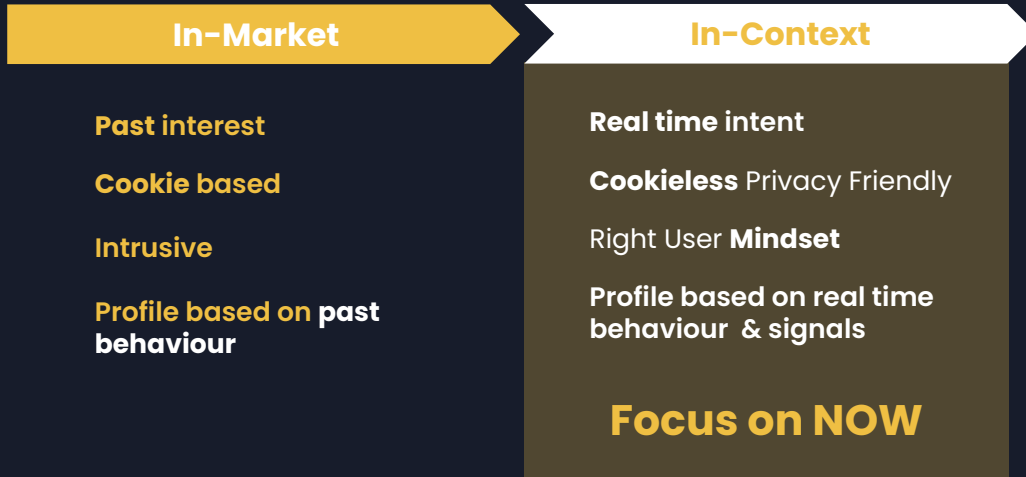 In-Market
Past interest
Cookie based
Intrusive
Profile based on past
behaviour
In-Context
Real time intent
Cookieless Privacy Friendly
Right User Mindset
Profile based on real time
behaviour & signals
Focus on NOW